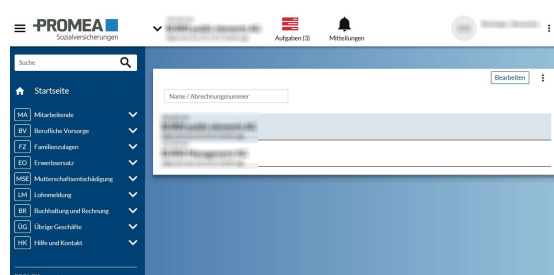 PROMEA
Sozialversicherungen
Aufgaben (3)
Mitteilungen
Suche
Bearbeiten
Startseite
Name / Abrechnungsnummer
MA Mitarbeitende
BV Berufliche Vorsorge
FZ Familienzulagen
EO Erwerbsersatz
MSE Mutterschaftsentschädigung
LM Lohnmeldung
BR Buchhaltung und Rechnung
ÜG Übrige Geschäfte
HK Hilfe und Kontakt